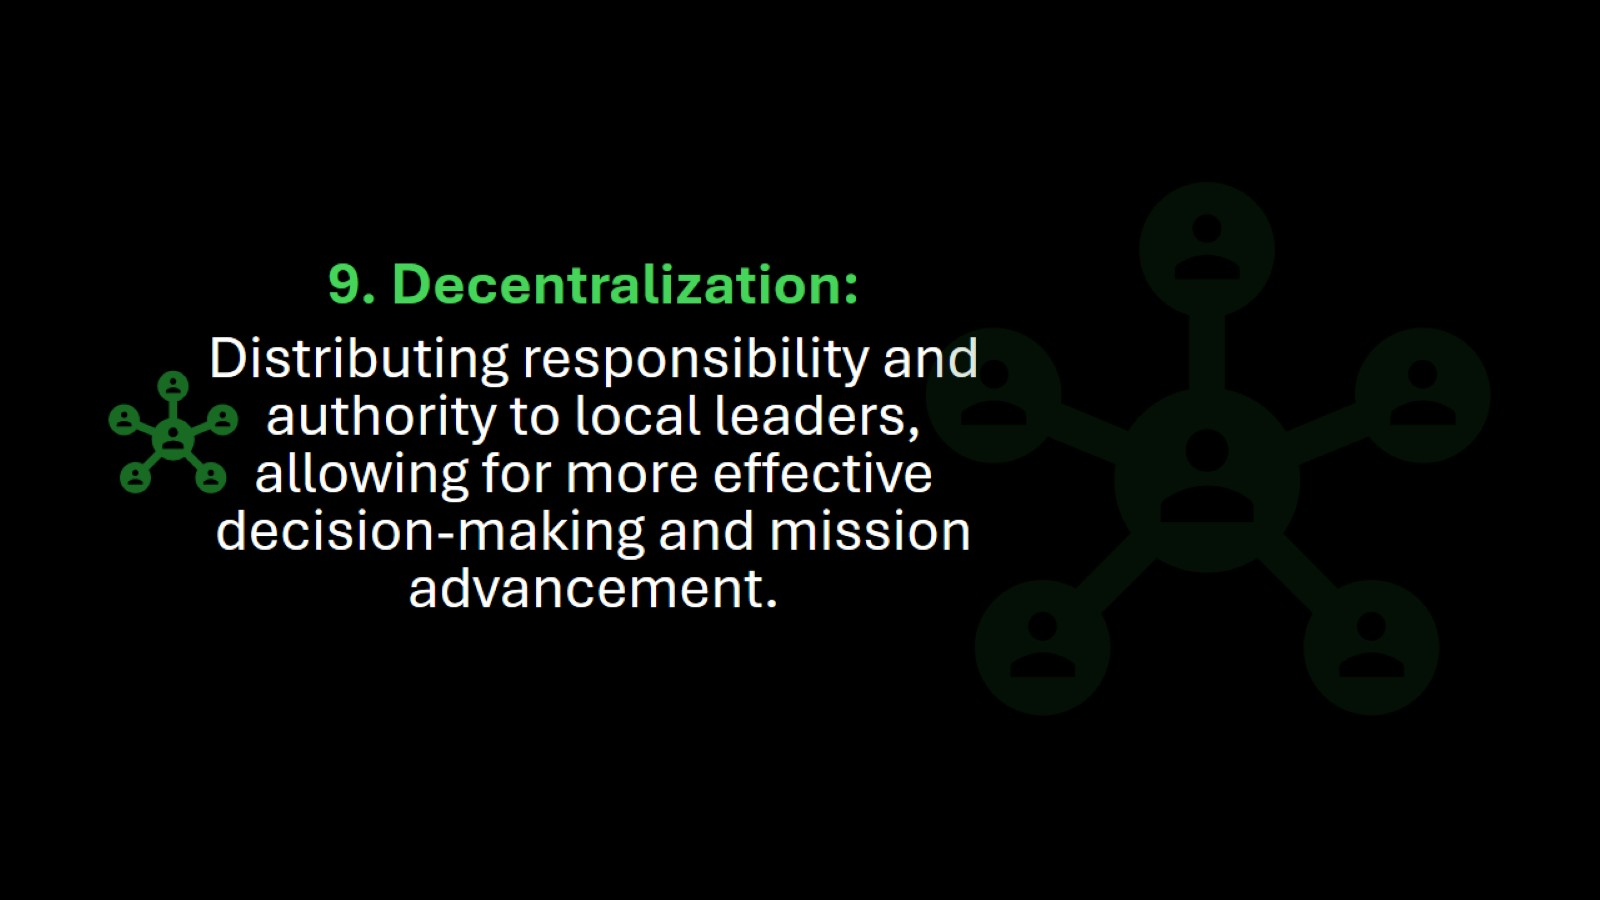 9. Decentralization:
Distributing responsibility and
authority to local leaders,
allowing for more effective
decision-making and mission
advancement.